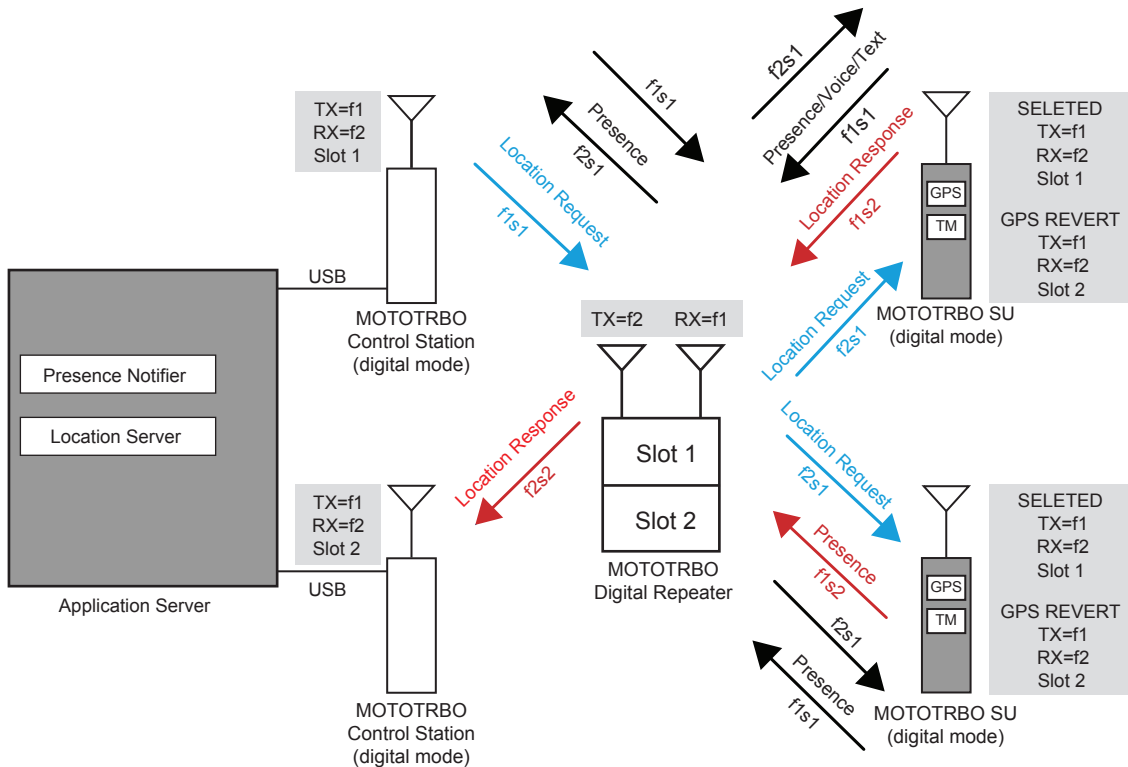 TX=f1
RX=f2
Slot 1
USB
MOTOTRBO
Control Station
(digital mode)
Presence Notifier
Location Server
Application Server
TX=f1
RX=f2
Slot 2
USB
MOTOTRBO
Control Station
(digital mode)
f1s1
Presence
f2s1
Location Request
f1s1
f2s1
Presence/Voice/Text
f1s1
Location Response
f1s2
TX=f2 RX=f1
Slot 1
Slot 2
MOTOTRBO
Digital Repeater
Location Response
f2s2
Location Request
f2s1
Location Request
f2s1
Presence
f1s2
f2s1
Presence
f1s1
GPS
TM
MOTOTRBO SU
(digital mode)
SELETED
TX=f1
RX=f2
Slot 1
GPS REVERT
TX=f1
RX=f2
Slot 2
GPS
TM
MOTOTRBO SU
(digital mode)
SELETED
TX=f1
RX=f2
Slot 1
GPS REVERT
TX=f1
RX=f2
Slot 2